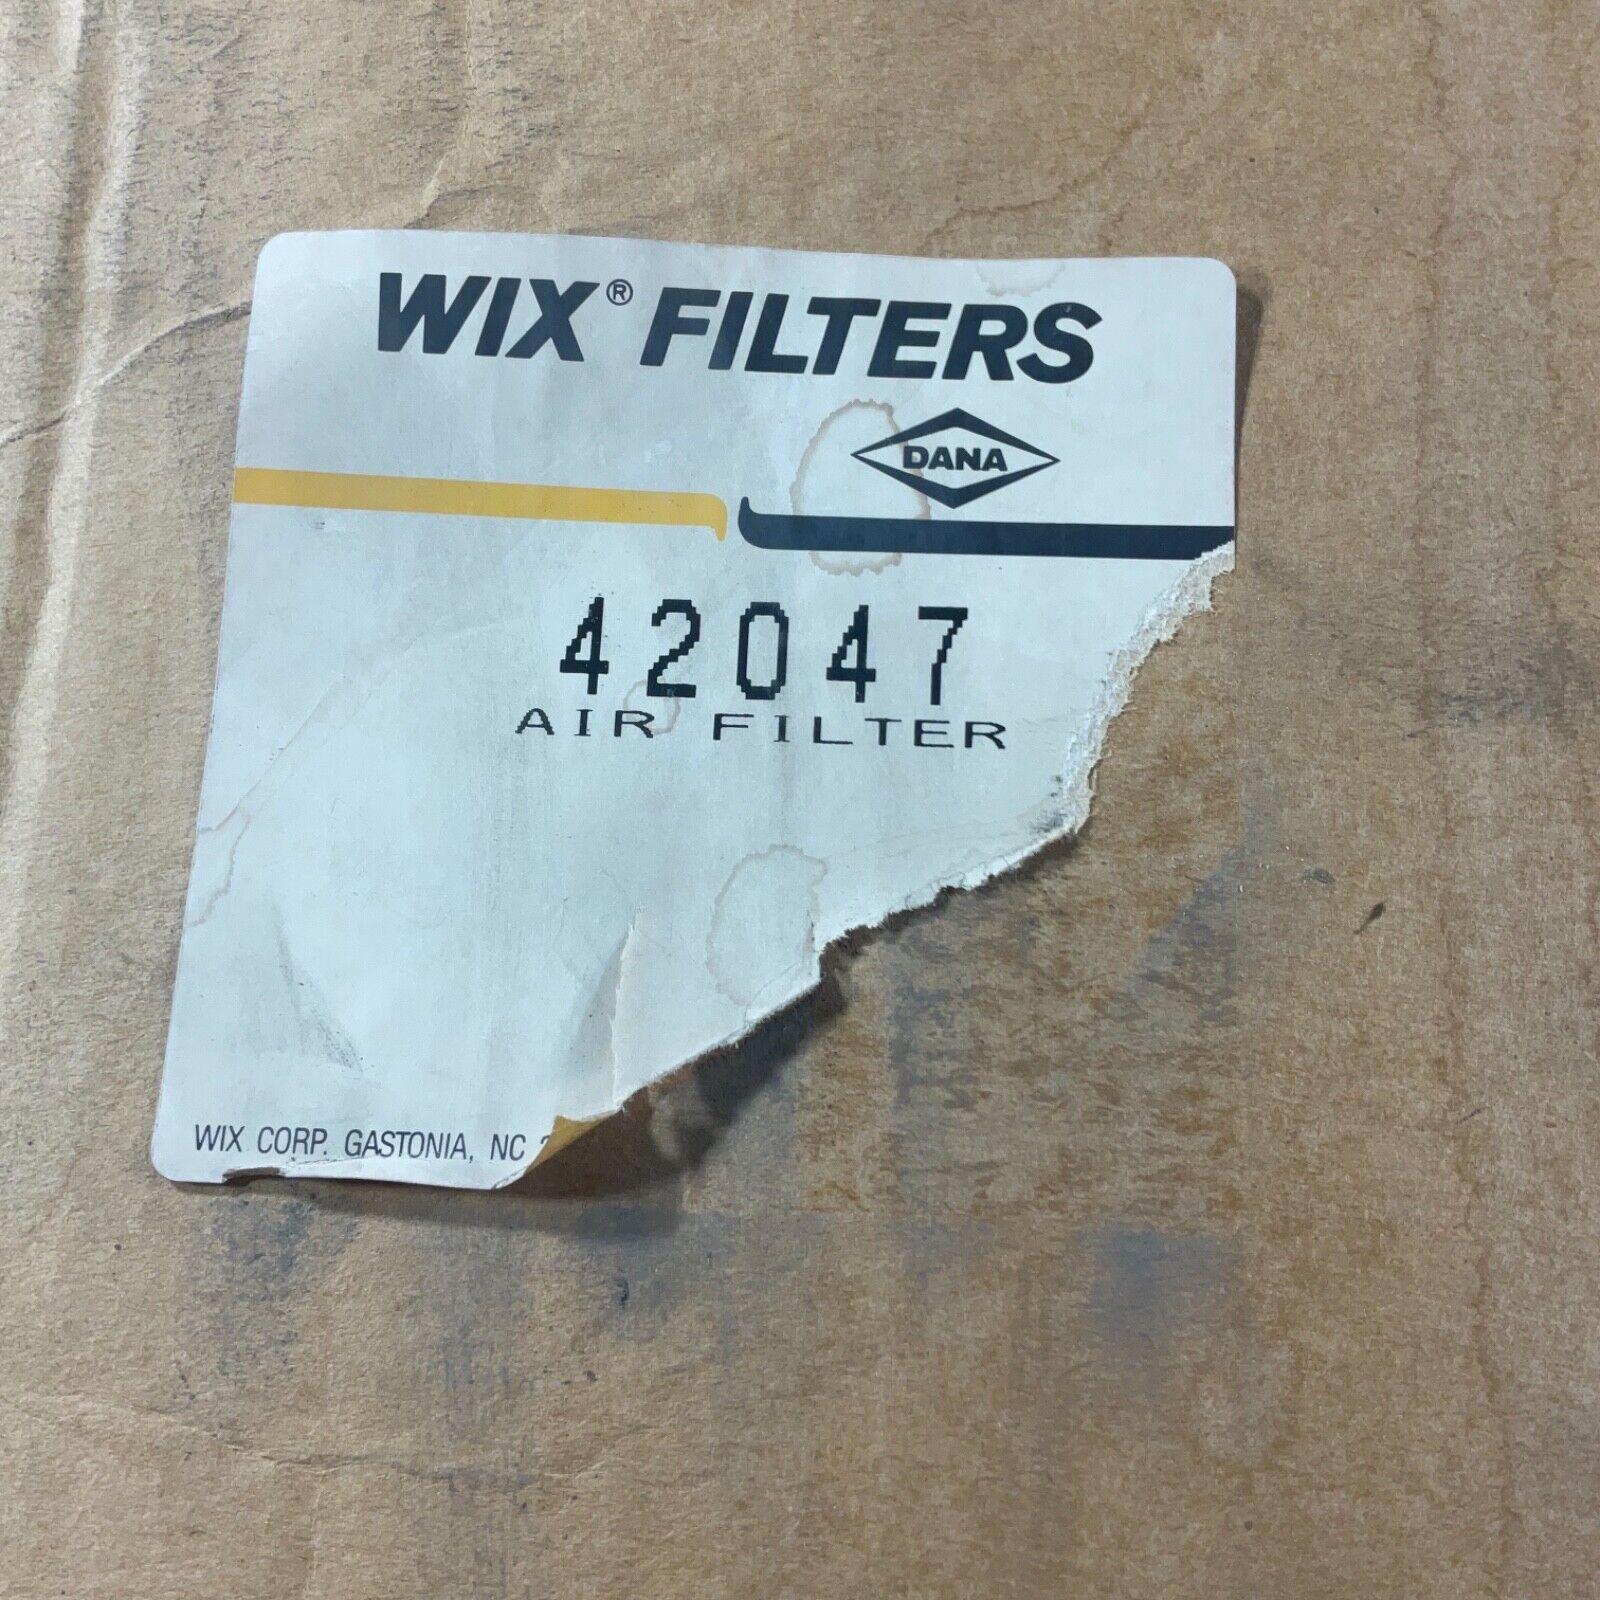 WIX® FILTERS
DANA
42047
AIR FILTER
WIX CORP. GASTONIA, NC